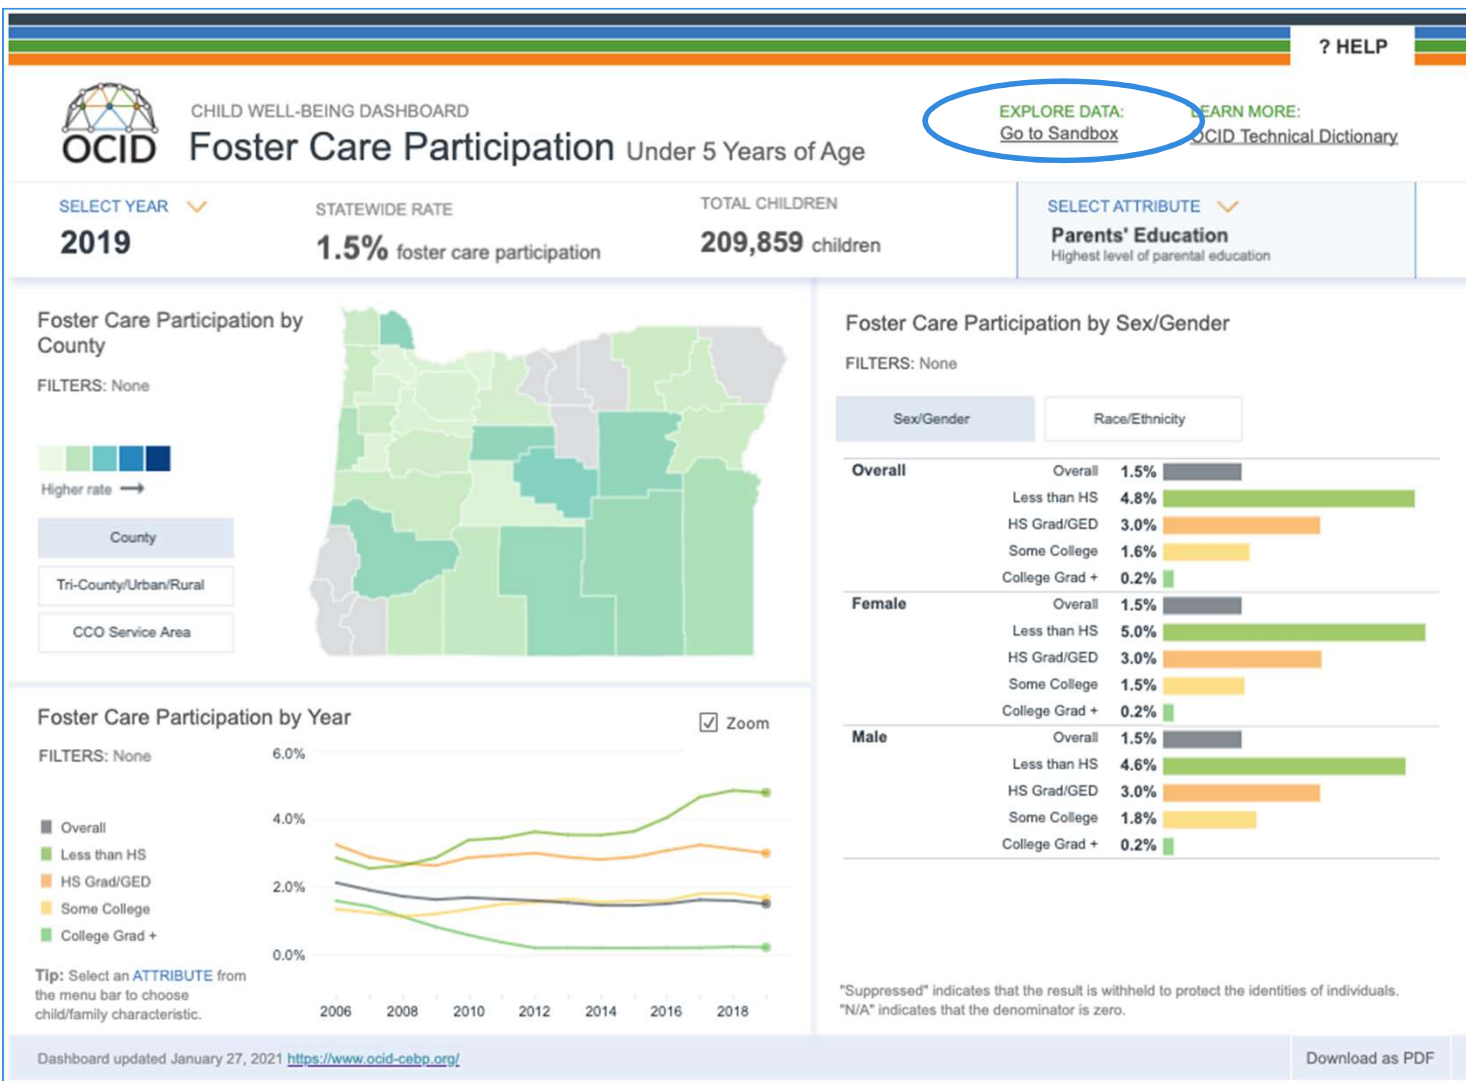 ? HELP
OCID
CHILD WELL-BEING DASHBOARD
Foster Care Participation Under 5 Years of Age
EXPLORE DATA:
Go to Sandbox
LEARN MORE:
OCID Technical Dictionary
SELECT YEAR
2019
STATEWIDE RATE
1.5% foster care participation
TOTAL CHILDREN
209,859 children
SELECT ATTRIBUTE
Parents' Education
Highest level of parental education
Foster Care Participation by
County
FILTERS: None
Higher rate
County
Tri-County/Urban/Rural
CCO Service Area
Foster Care Participation by Year
Zoom
FILTERS: None
Overall
Less than HS
HS Grad/GED
Some College
College Grad +
Tip: Select an ATTRIBUTE from
the menu bar to choose
child/family characteristic.
6.0%
4.0%
2.0%
0.0%
2006 2008 2010 2012 2014 2016 2018
Foster Care Participation by Sex/Gender
FILTERS: None
Sex/Gender Race/Ethnicity
Overall Overall 1.5%
Less than HS 4.8%
HS Grad/GED 3.0%
Some College 1.6%
College Grad + 0.2%
Female Overall 1.5%
Less than HS 5.0%
HS Grad/GED 3.0%
Some College 1.5%
College Grad + 0.2%
Male Overall 1.5%
Less than HS 4.6%
HS Grad/GED 3.0%
Some College 1.8%
College Grad + 0.2%
"Suppressed" indicates that the result is withheld to protect the identities of individuals.
"N/A" indicates that the denominator is zero.
Dashboard updated January 27, 2021 https://www.ocid-cebp.org/
Download as PDF